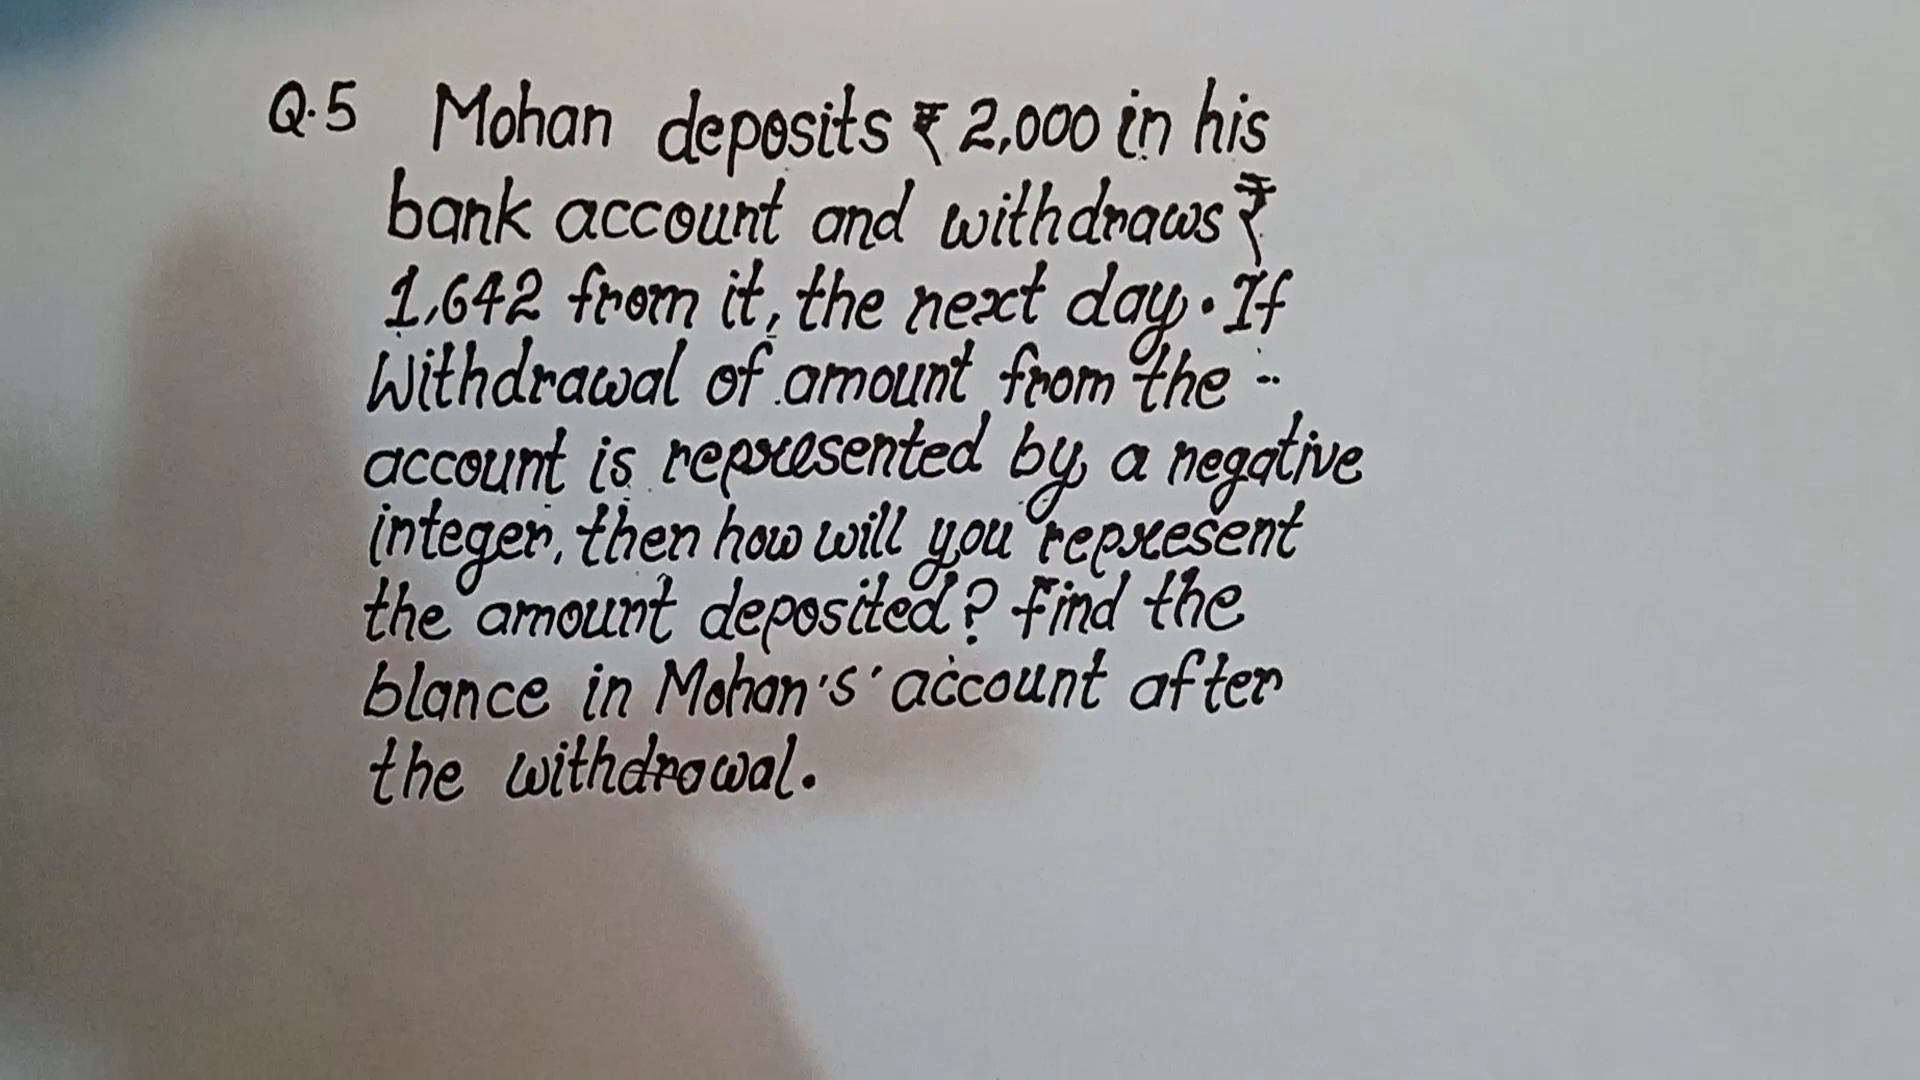 Q.5 Mohan deposits ₹ 2,000 in his
bank account and withdraws ₹
1,642 from it, the next day. If
Withdrawal of amount from the
account is represented by a negative
integer, then how will you represent
the amount deposited? Find the
blance in Mohan's account after
the withdrawal.